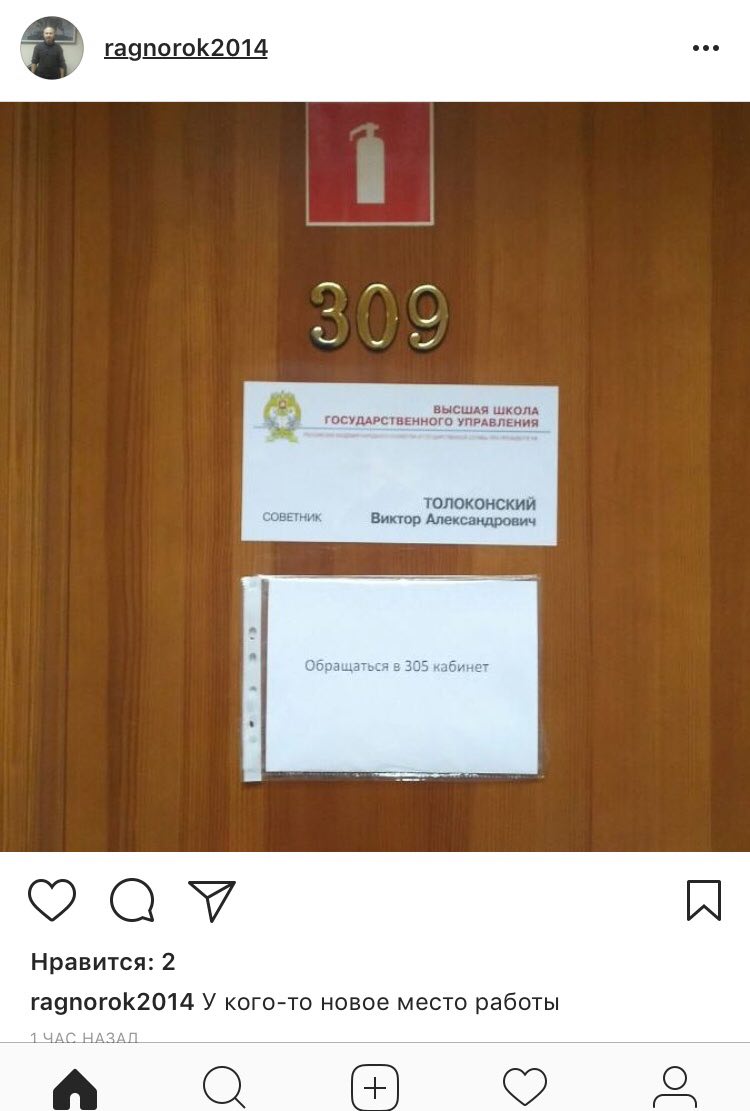 ragnorok2014
309
ВЫСШАЯ ШКОЛА
ГОСУДАРСТВЕННОГО УПРАВЛЕНИЯ
СОВЕТНИК
ТОЛОКОНСКИЙ
Виктор Александрович
Обращаться в 305 кабинет
Нравится: 2
ragnorok2014 У кого-то новое место работы
1 ЧАС НАЗАД